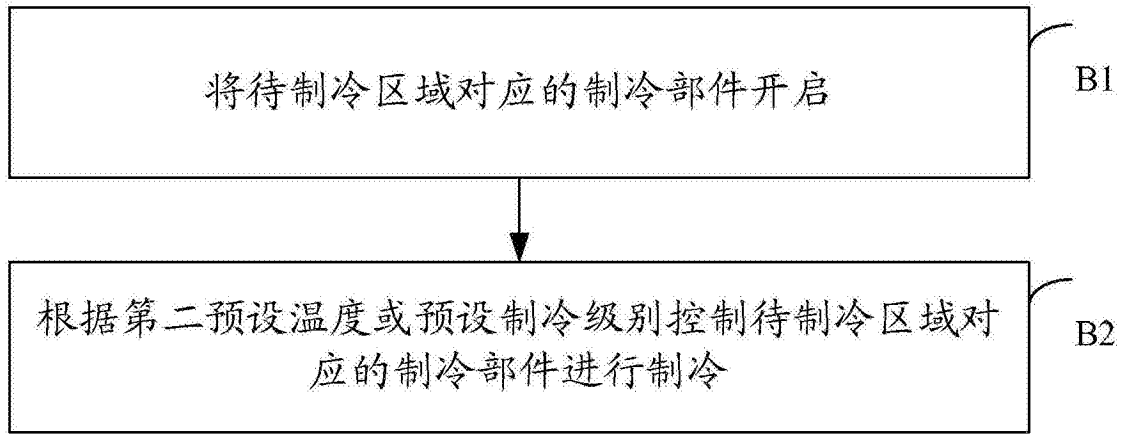 将待制冷区域对应的制冷部件开启
B1
根据第二预设温度或预设制冷级别控制待制冷区域对
应的制冷部件进行制冷
B2